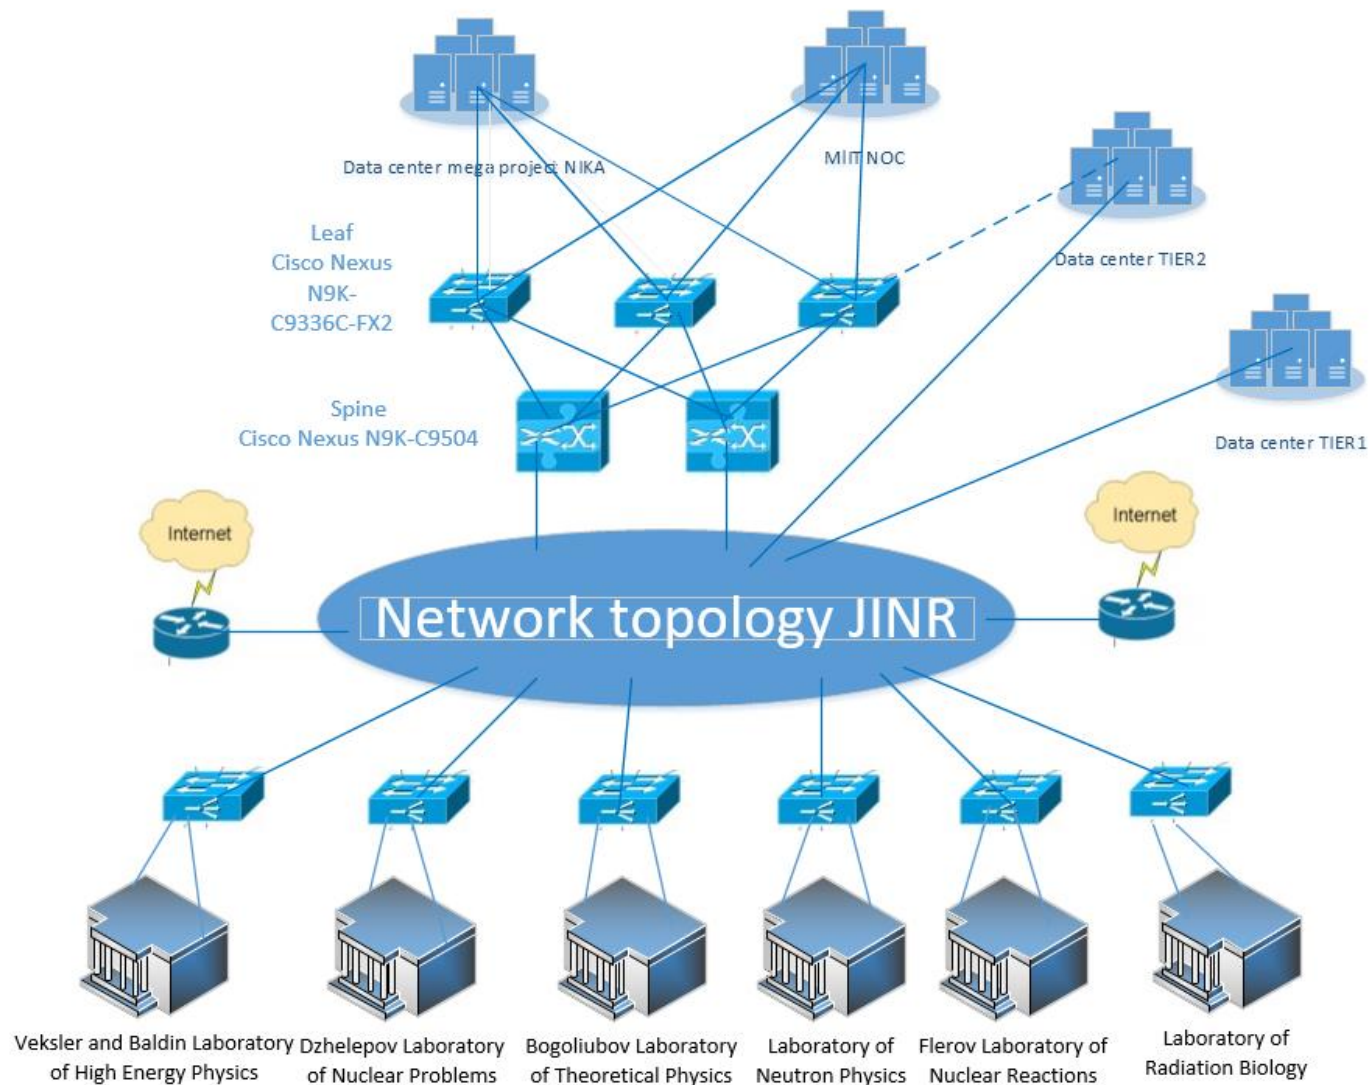 Data center mega project NIKA
MIIT NOC
Data center TIER2
Leaf
Cisco Nexus
N9K-
C9336C-FX2
Data center TIER1
Spine
Cisco Nexus N9K-C9504
Internet
Internet
Network topology JINR
Veksler and Baldin Laboratory
of High Energy Physics
Dzhelepov Laboratory
of Nuclear Problems
Bogoliubov Laboratory
of Theoretical Physics
Laboratory of
Neutron Physics
Flerov Laboratory of
Nuclear Reactions
Laboratory of
Radiation Biology